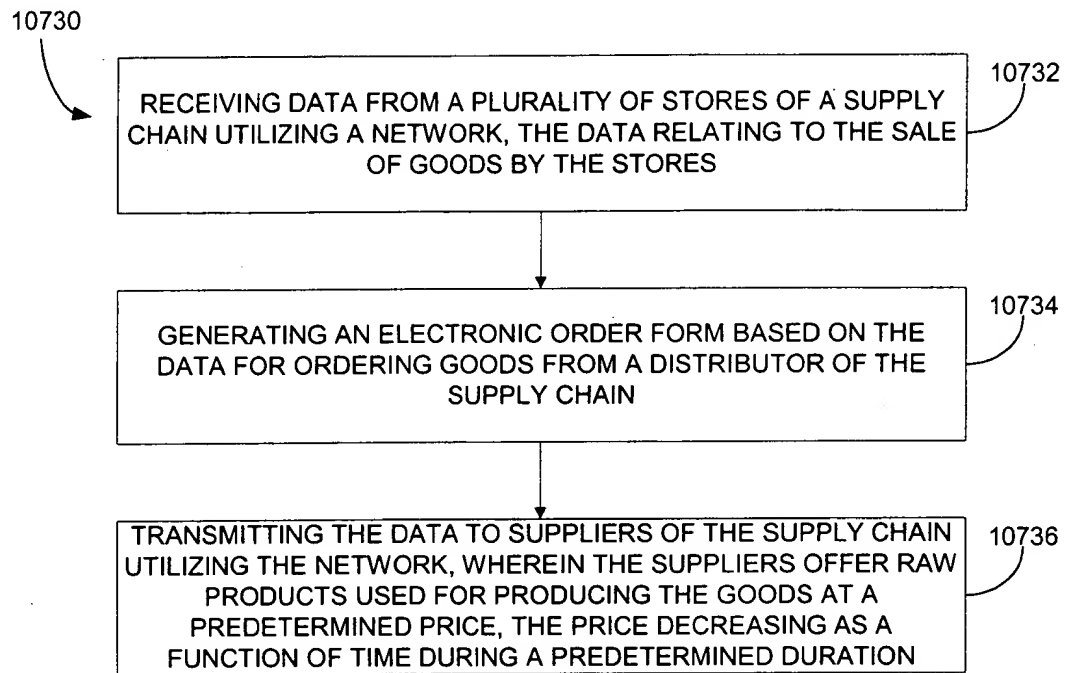 10730
10732
RECEIVING DATA FROM A PLURALITY OF STORES OF A SUPPLY
CHAIN UTILIZING A NETWORK, THE DATA RELATING TO THE SALE
OF GOODS BY THE STORES
10734
GENERATING AN ELECTRONIC ORDER FORM BASED ON THE
DATA FOR ORDERING GOODS FROM A DISTRIBUTOR OF THE
SUPPLY CHAIN
10736
TRANSMITTING THE DATA TO SUPPLIERS OF THE SUPPLY CHAIN
UTILIZING THE NETWORK, WHEREIN THE SUPPLIERS OFFER RAW
PRODUCTS USED FOR PRODUCING THE GOODS AT A
PREDETERMINED PRICE, THE PRICE DECREASING AS A
FUNCTION OF TIME DURING A PREDETERMINED DURATION